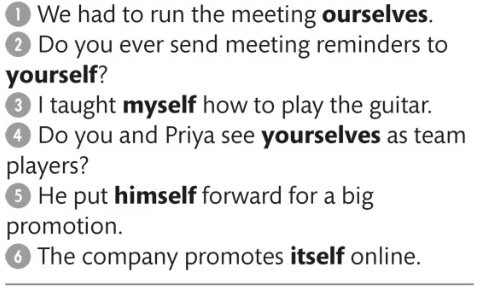 1 We had to run the meeting ourselves.
2 Do you ever send meeting reminders to
yourself?
3 I taught myself how to play the guitar.
4 Do you and Priya see yourselves as team
players?
5 He put himself forward for a big
promotion.
6 The company promotes itself online.